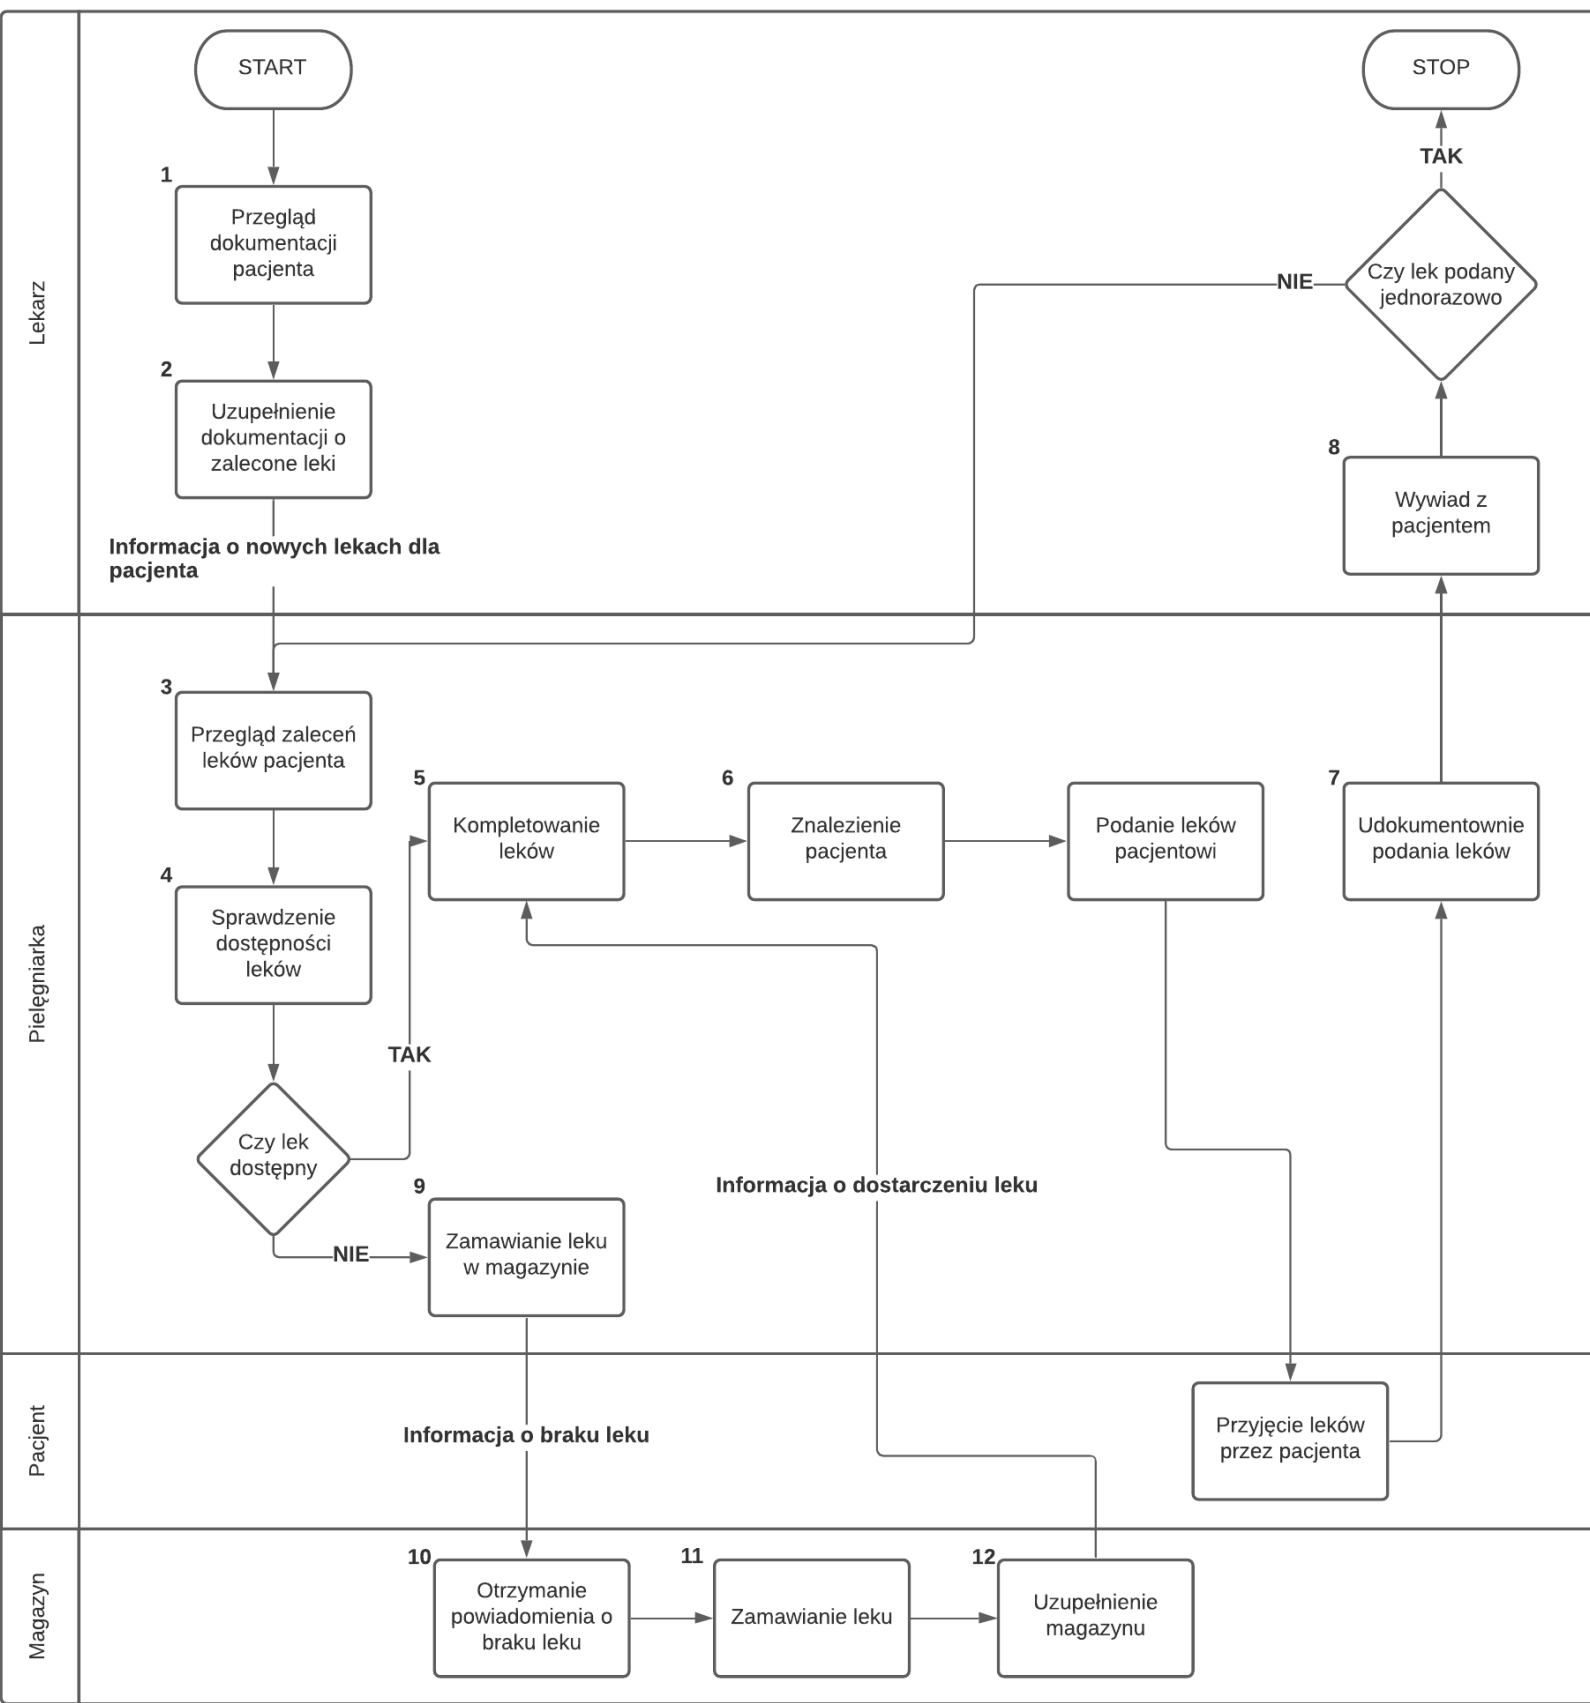 START
STOP
TAK
1
Przegląd
dokumentacji
pacjenta
Czy lek podany
jednorazowo
NIE
Lekarz
2
Uzupełnienie
dokumentacji o
zalecone leki
8
Wywiad z
pacjentem
Informacja o nowych lekach dla
pacjenta
3
Przegląd zaleceń
leków pacjenta
5
Kompletowanie
leków
6
Znalezienie
pacjenta
Podanie leków
pacjentowi
7
Udokumentownie
podania leków
4
Sprawdzenie
dostępności
leków
Pielęgniarka
TAK
Czy lek
dostępny
NIE
9
Zamawianie leku
w magazynie
Informacja o dostarczeniu leku
Pacjent
Informacja o braku leku
Przyjęcie leków
przez pacjenta
Magazyn
10
Otrzymanie
powiadomienia o
braku leku
11
Zamawianie leku
12
Uzupełnienie
magazynu